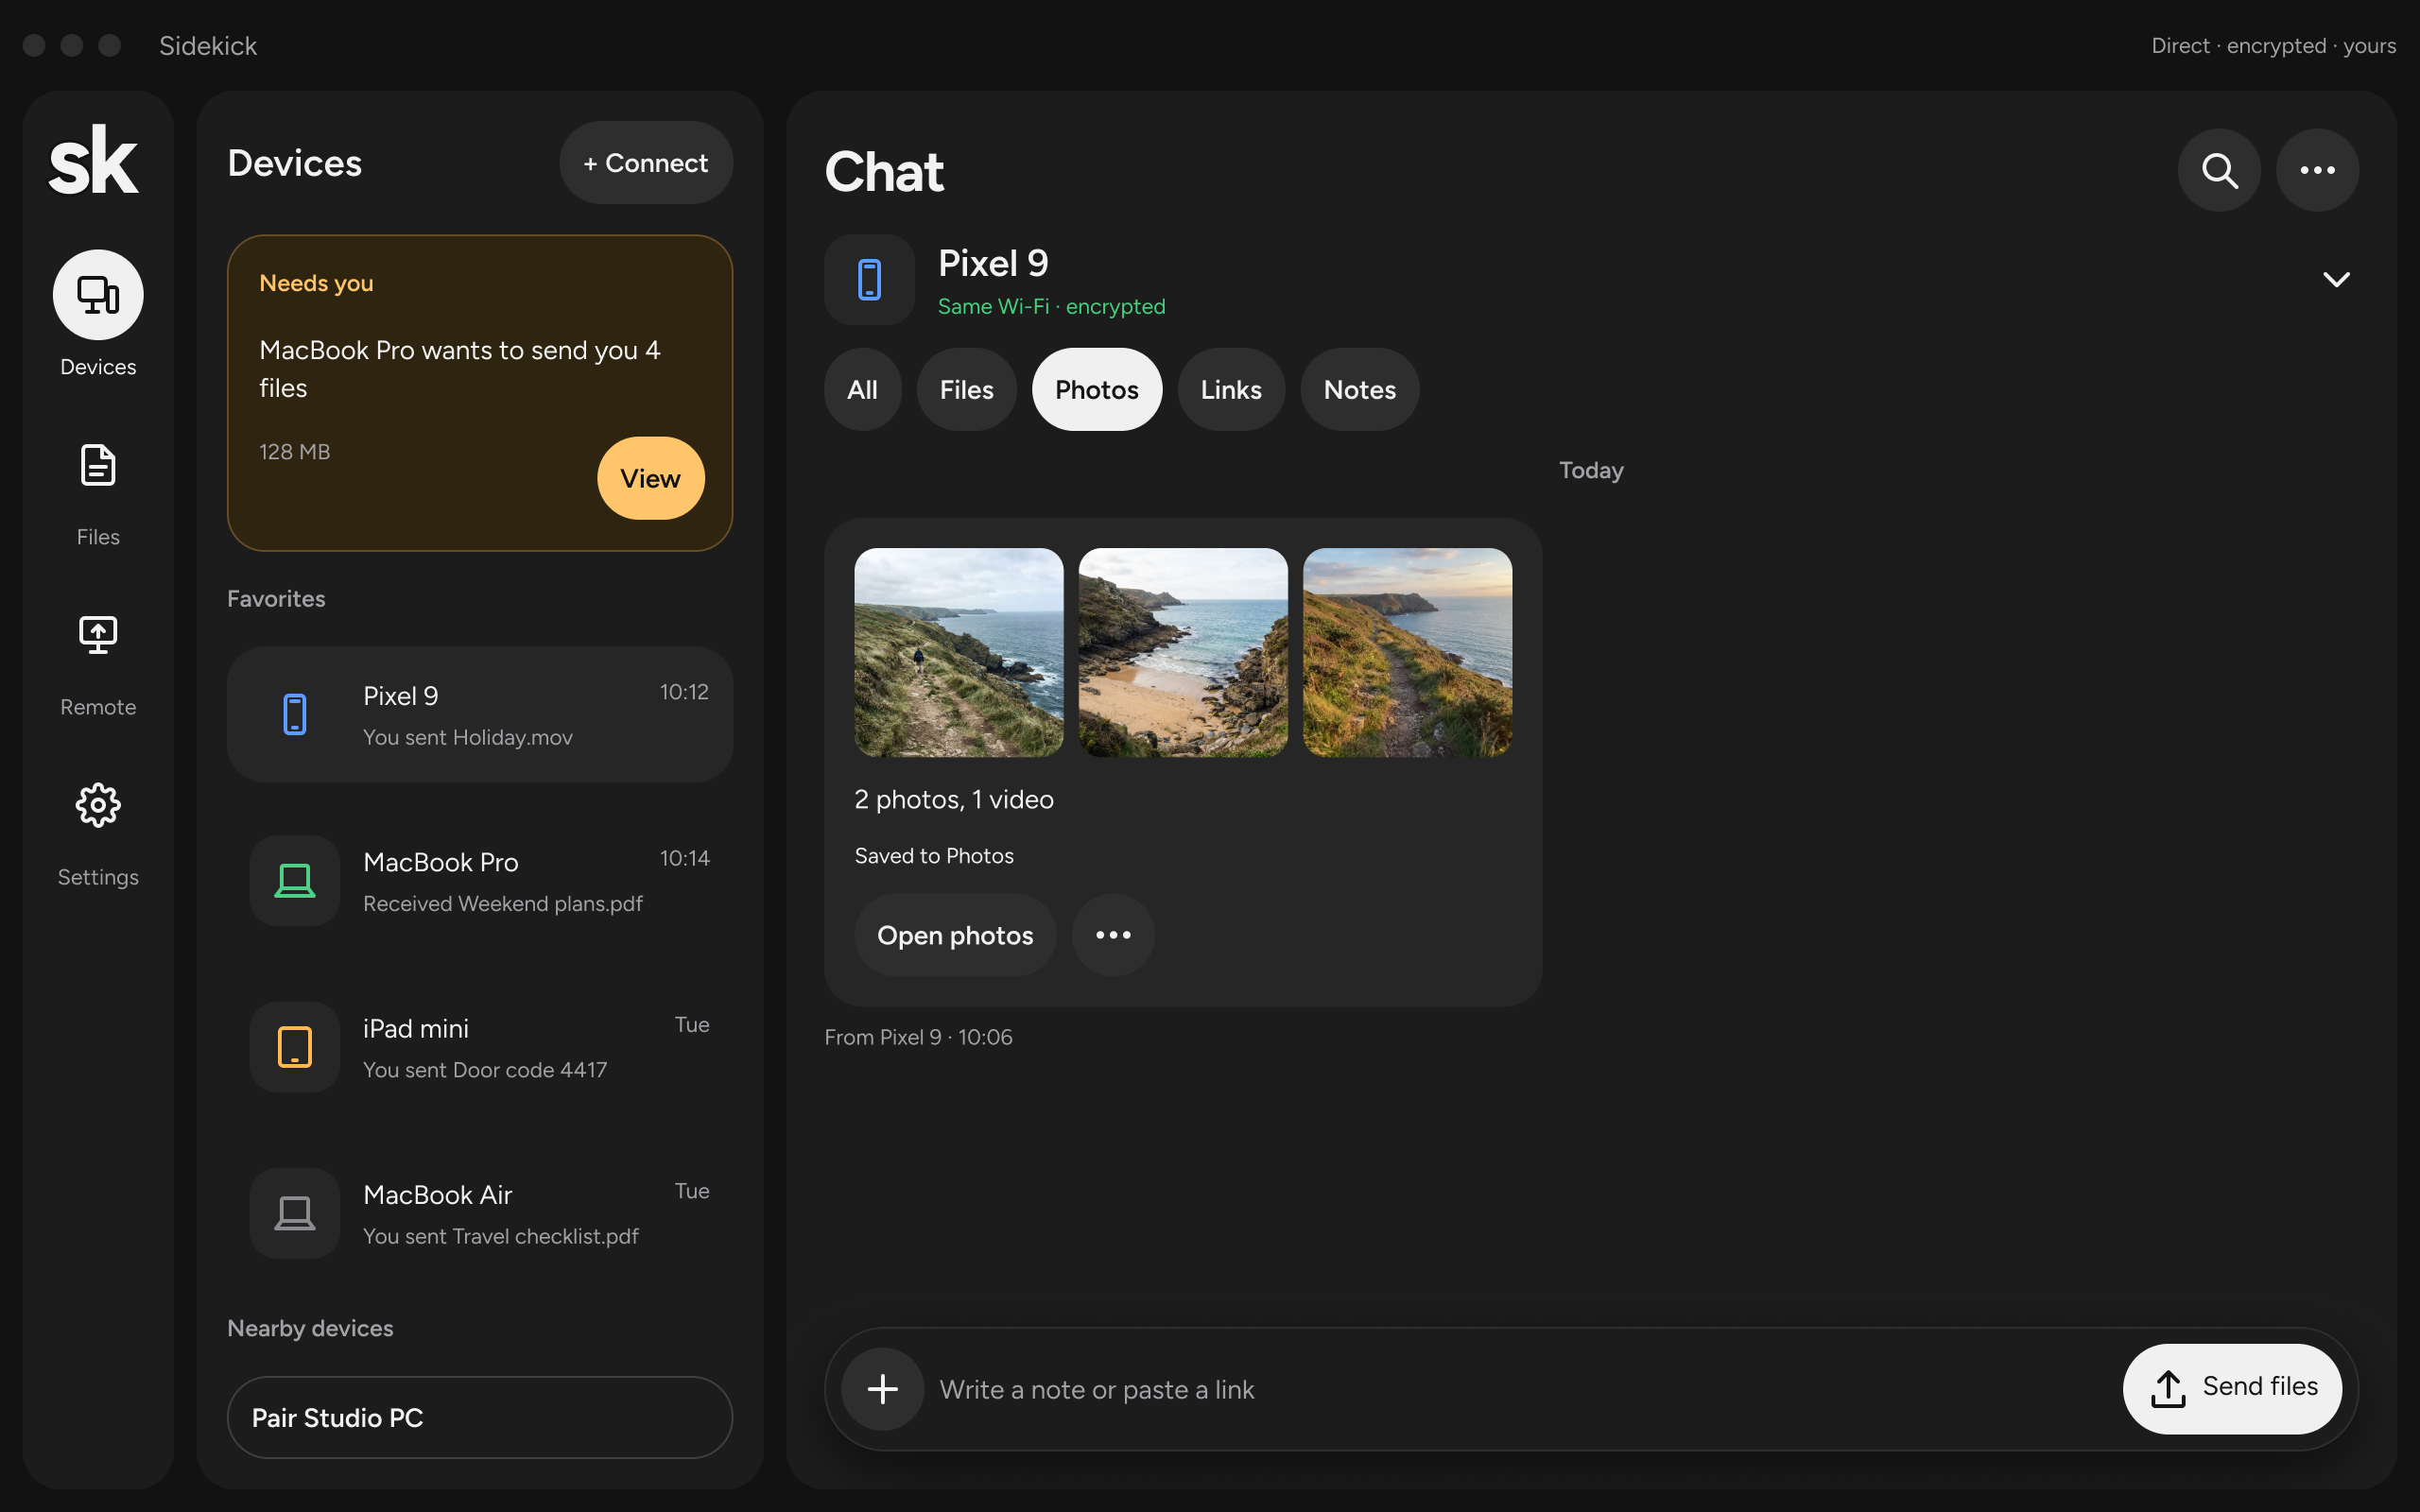 Sidekick
Direct · encrypted · yours
sk
Devices
Files
Remote
Settings
Devices
+ Connect
Needs you
MacBook Pro wants to send you 4
files
128 MB
View
Favorites
Pixel 9
10:12
You sent Holiday.mov
MacBook Pro
10:14
Received Weekend plans.pdf
iPad mini
Tue
You sent Door code 4417
MacBook Air
Tue
You sent Travel checklist.pdf
Nearby devices
Pair Studio PC
Chat
Pixel 9
Same Wi-Fi · encrypted
All
Files
Photos
Links
Notes
Today
2 photos, 1 video
Saved to Photos
Open photos
From Pixel 9 · 10:06
Write a note or paste a link
Send files